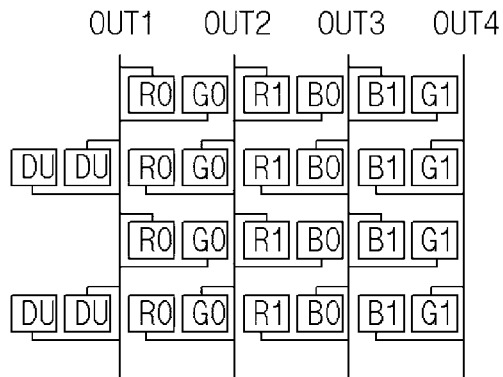 OUT1 OUT2 OUT3 OUT4
R0 G0 R1 B0 B1 G1
DU DU R0 G0 R1 B0 B1 G1
R0 G0 R1 B0 B1 G1
DU DU R0 G0 R1 B0 B1 G1